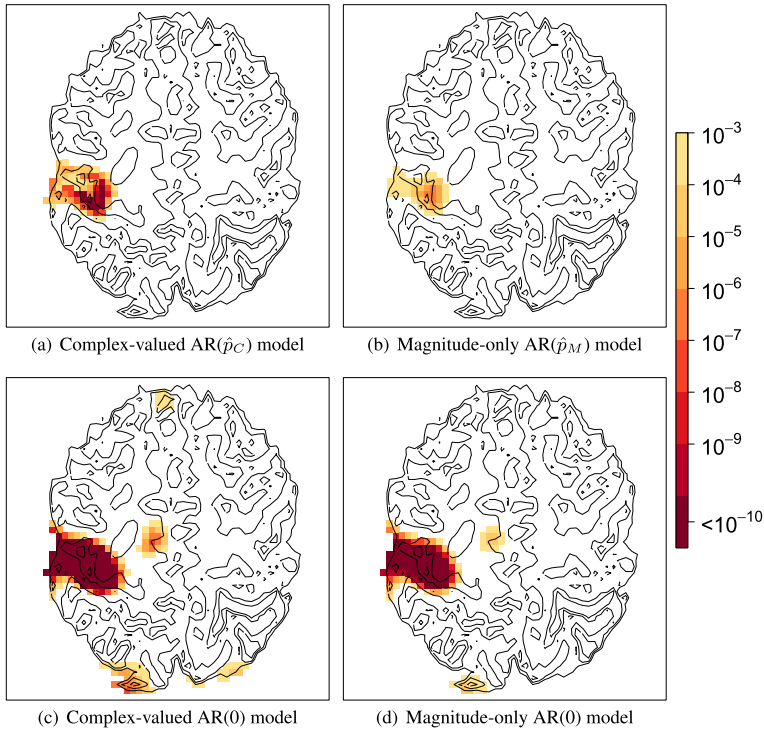 10⁻³
10⁻⁴
10⁻⁵
10⁻⁶
10⁻⁷
10⁻⁸
10⁻⁹
<10⁻¹⁰
(a) Complex-valued AR(p̂_C) model
(b) Magnitude-only AR(p̂_M) model
(c) Complex-valued AR(0) model
(d) Magnitude-only AR(0) model